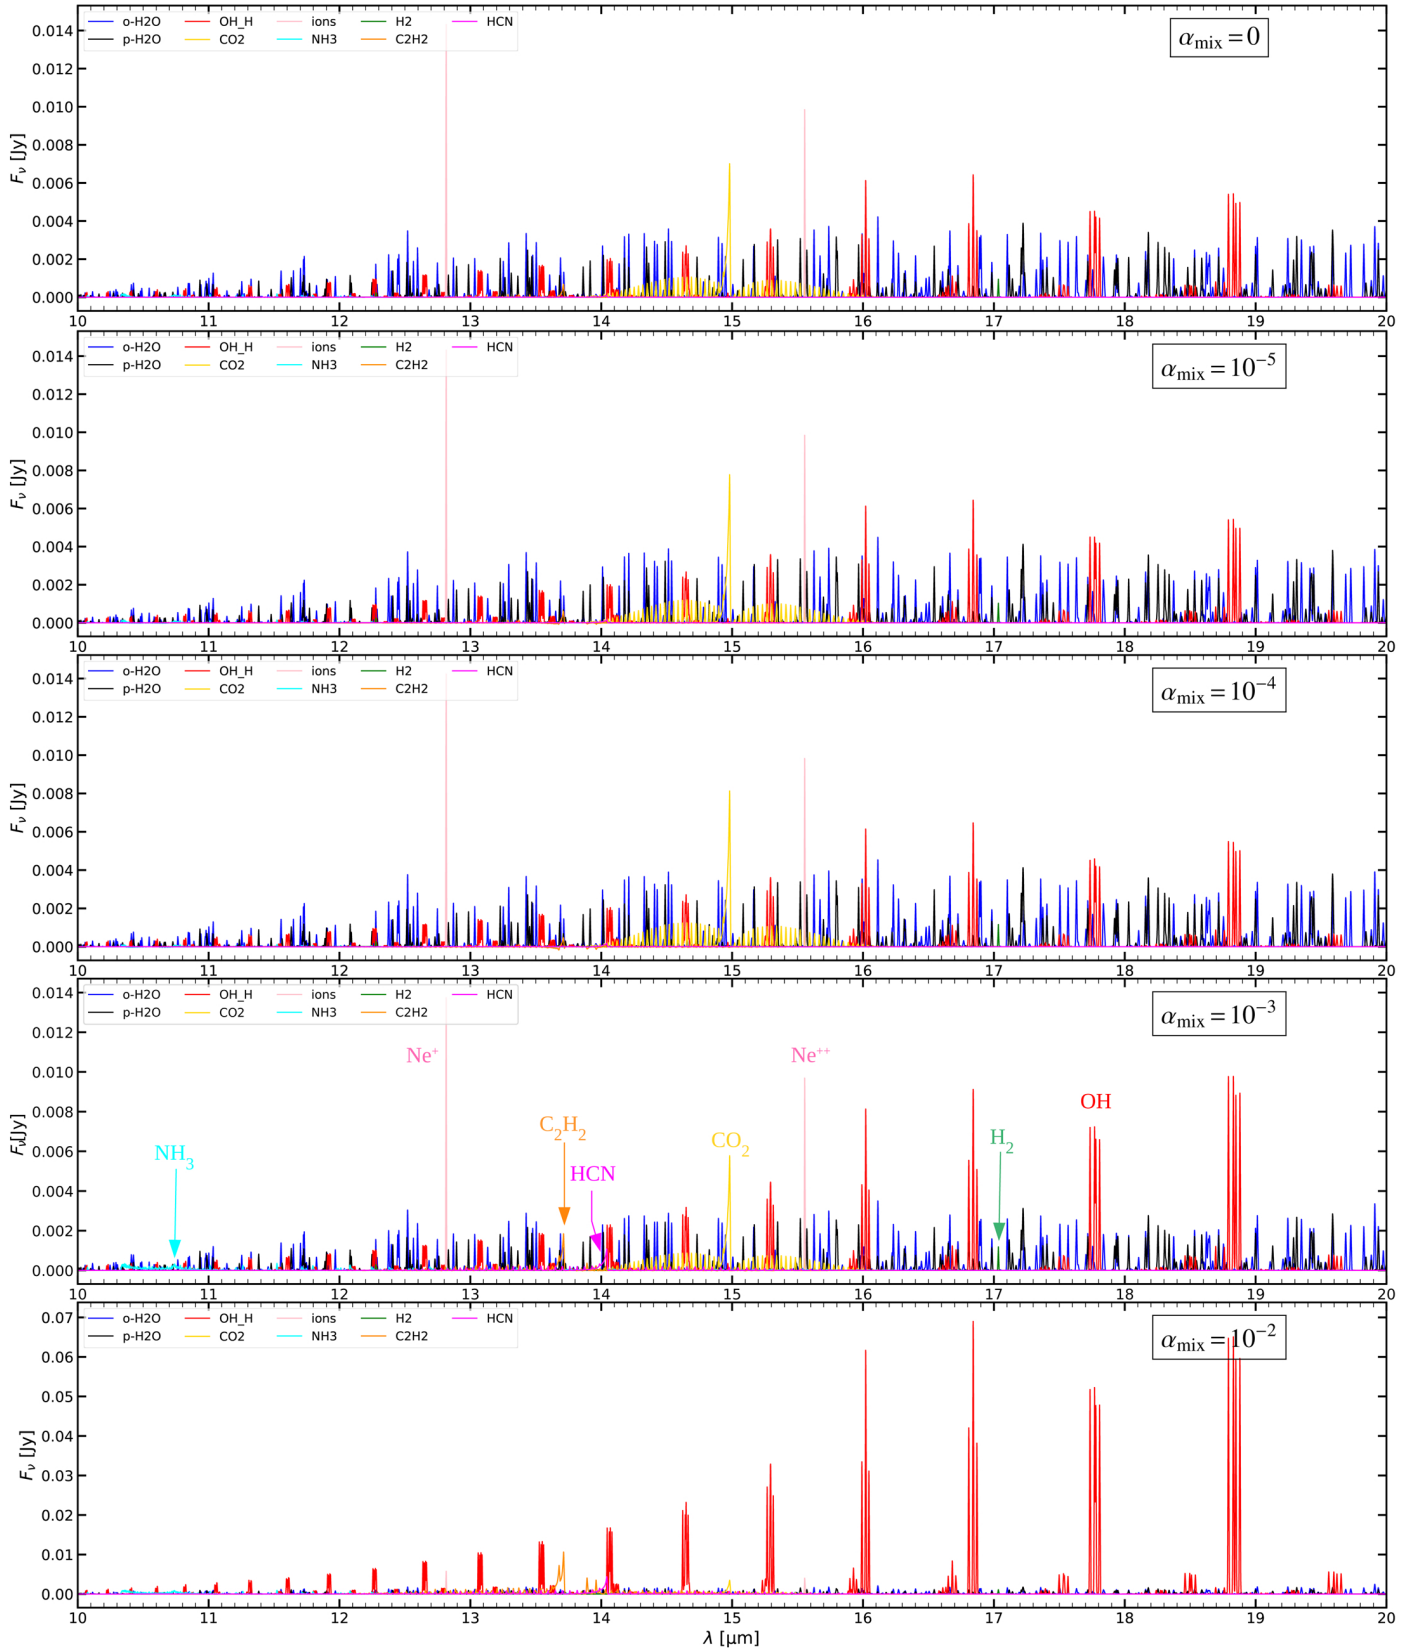 o-H2O OH_H ions H2 HCN
p-H2O CO2 NH3 C2H2
α_mix = 0
0.014
0.012
0.010
0.008
0.006
0.004
0.002
0.000
F_ν [Jy]
10 11 12 13 14 15 16 17 18 19 20
o-H2O OH_H ions H2 HCN
p-H2O CO2 NH3 C2H2
α_mix = 10⁻⁵
0.014
0.012
0.010
0.008
0.006
0.004
0.002
0.000
F_ν [Jy]
10 11 12 13 14 15 16 17 18 19 20
o-H2O OH_H ions H2 HCN
p-H2O CO2 NH3 C2H2
α_mix = 10⁻⁴
0.014
0.012
0.010
0.008
0.006
0.004
0.002
0.000
F_ν [Jy]
10 11 12 13 14 15 16 17 18 19 20
o-H2O OH_H ions H2 HCN
p-H2O CO2 NH3 C2H2
α_mix = 10⁻³
0.014
0.012
0.010
0.008
0.006
0.004
0.002
0.000
F_ν[Jy]
Ne⁺
Ne⁺⁺
OH
C₂H₂
CO₂
H₂
NH₃
HCN
10 11 12 13 14 15 16 17 18 19 20
o-H2O OH_H ions H2 HCN
p-H2O CO2 NH3 C2H2
α_mix = 10⁻²
0.07
0.06
0.05
0.04
0.03
0.02
0.01
0.00
F_ν [Jy]
10 11 12 13 14 15 16 17 18 19 20
λ [μm]